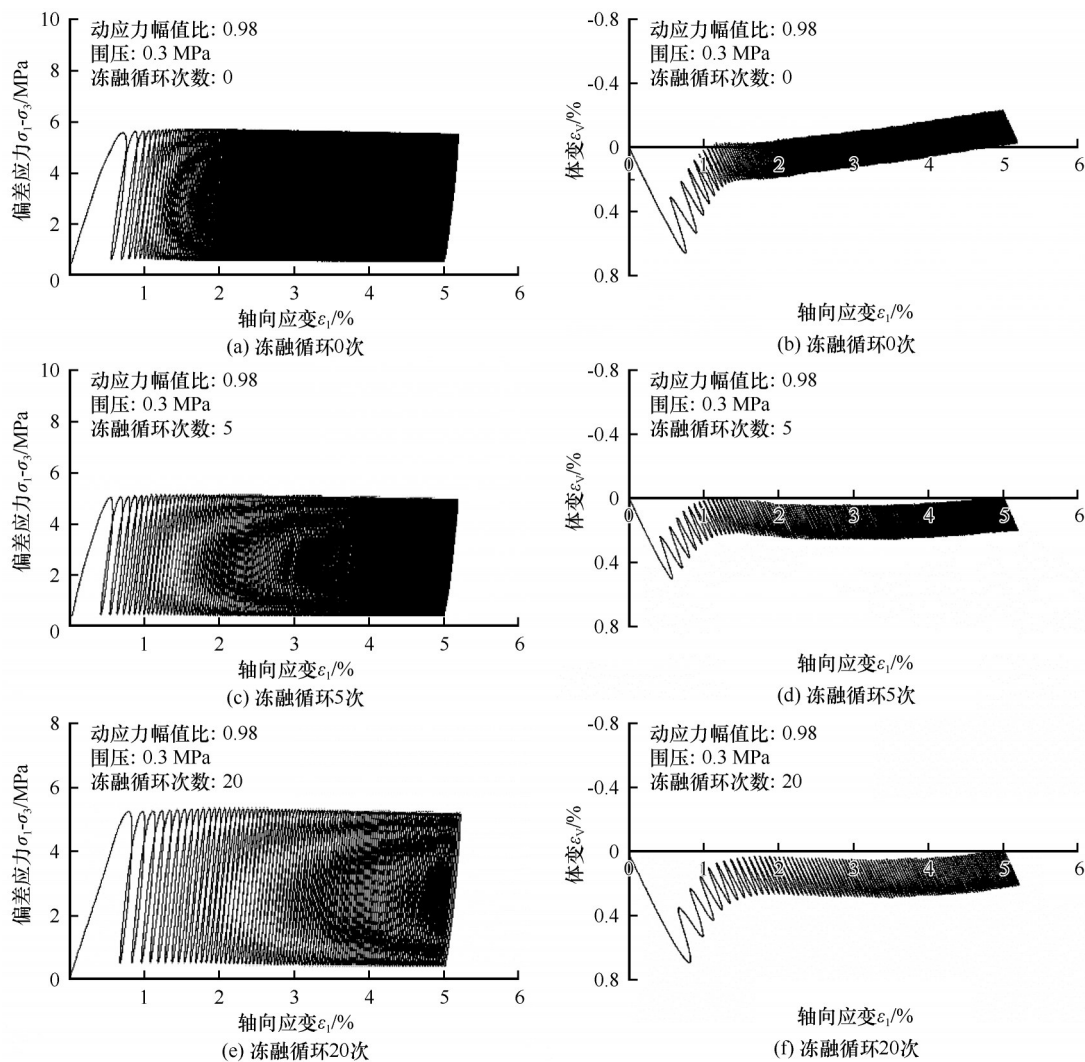 动应力幅值比: 0.98
围压: 0.3 MPa
冻融循环次数: 0
偏差应力σ1-σ3/MPa
10
8
6
4
2
0
1 2 3 4 5 6
轴向应变ε1/%
(a) 冻融循环0次
动应力幅值比: 0.98
围压: 0.3 MPa
冻融循环次数: 0
体变εV/%
-0.8
-0.4
0
0.4
0.8
0 1 2 3 4 5 6
轴向应变ε1/%
(b) 冻融循环0次
动应力幅值比: 0.98
围压: 0.3 MPa
冻融循环次数: 5
偏差应力σ1-σ3/MPa
10
8
6
4
2
0
1 2 3 4 5 6
轴向应变ε1/%
(c) 冻融循环5次
动应力幅值比: 0.98
围压: 0.3 MPa
冻融循环次数: 5
体变εV/%
-0.8
-0.4
0
0.4
0.8
0 1 2 3 4 5 6
轴向应变ε1/%
(d) 冻融循环5次
动应力幅值比: 0.98
围压: 0.3 MPa
冻融循环次数: 20
偏差应力σ1-σ3/MPa
8
6
4
2
0
1 2 3 4 5 6
轴向应变ε1/%
(e) 冻融循环20次
动应力幅值比: 0.98
围压: 0.3 MPa
冻融循环次数: 20
体变εV/%
-0.8
-0.4
0
0.4
0.8
0 1 2 3 4 5 6
轴向应变ε1/%
(f) 冻融循环20次